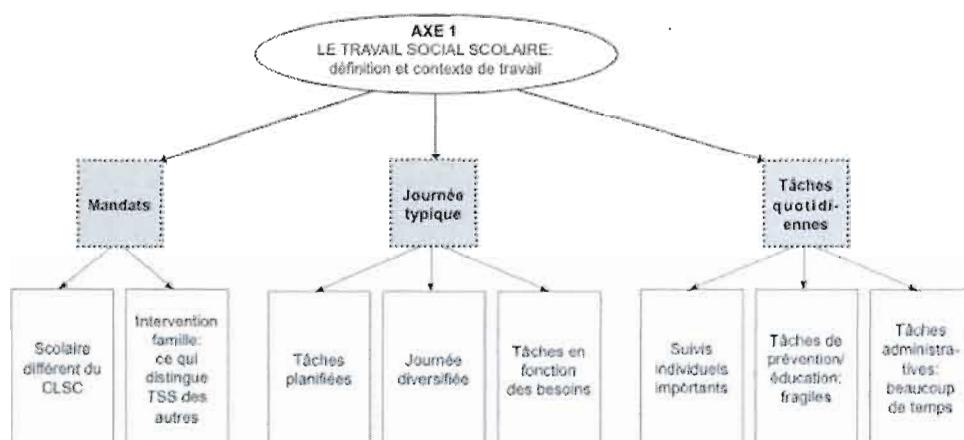 AXE 1
LE TRAVAIL SOCIAL SCOLAIRE:
définition et contexte de travail
Mandats
Journée
typique
Tâches
quotidi-
ennes
Scolaire
différent du
CLSC
Intervention
famille:
ce qui
distingue
TSS des
autres
Tâches
planifiées
Journée
diversifiée
Tâches en
fonction
des besoins
Suivis
individuels
importants
Tâches de
prévention/
éducation:
fragiles
Tâches
administra-
tives:
beaucoup
de temps